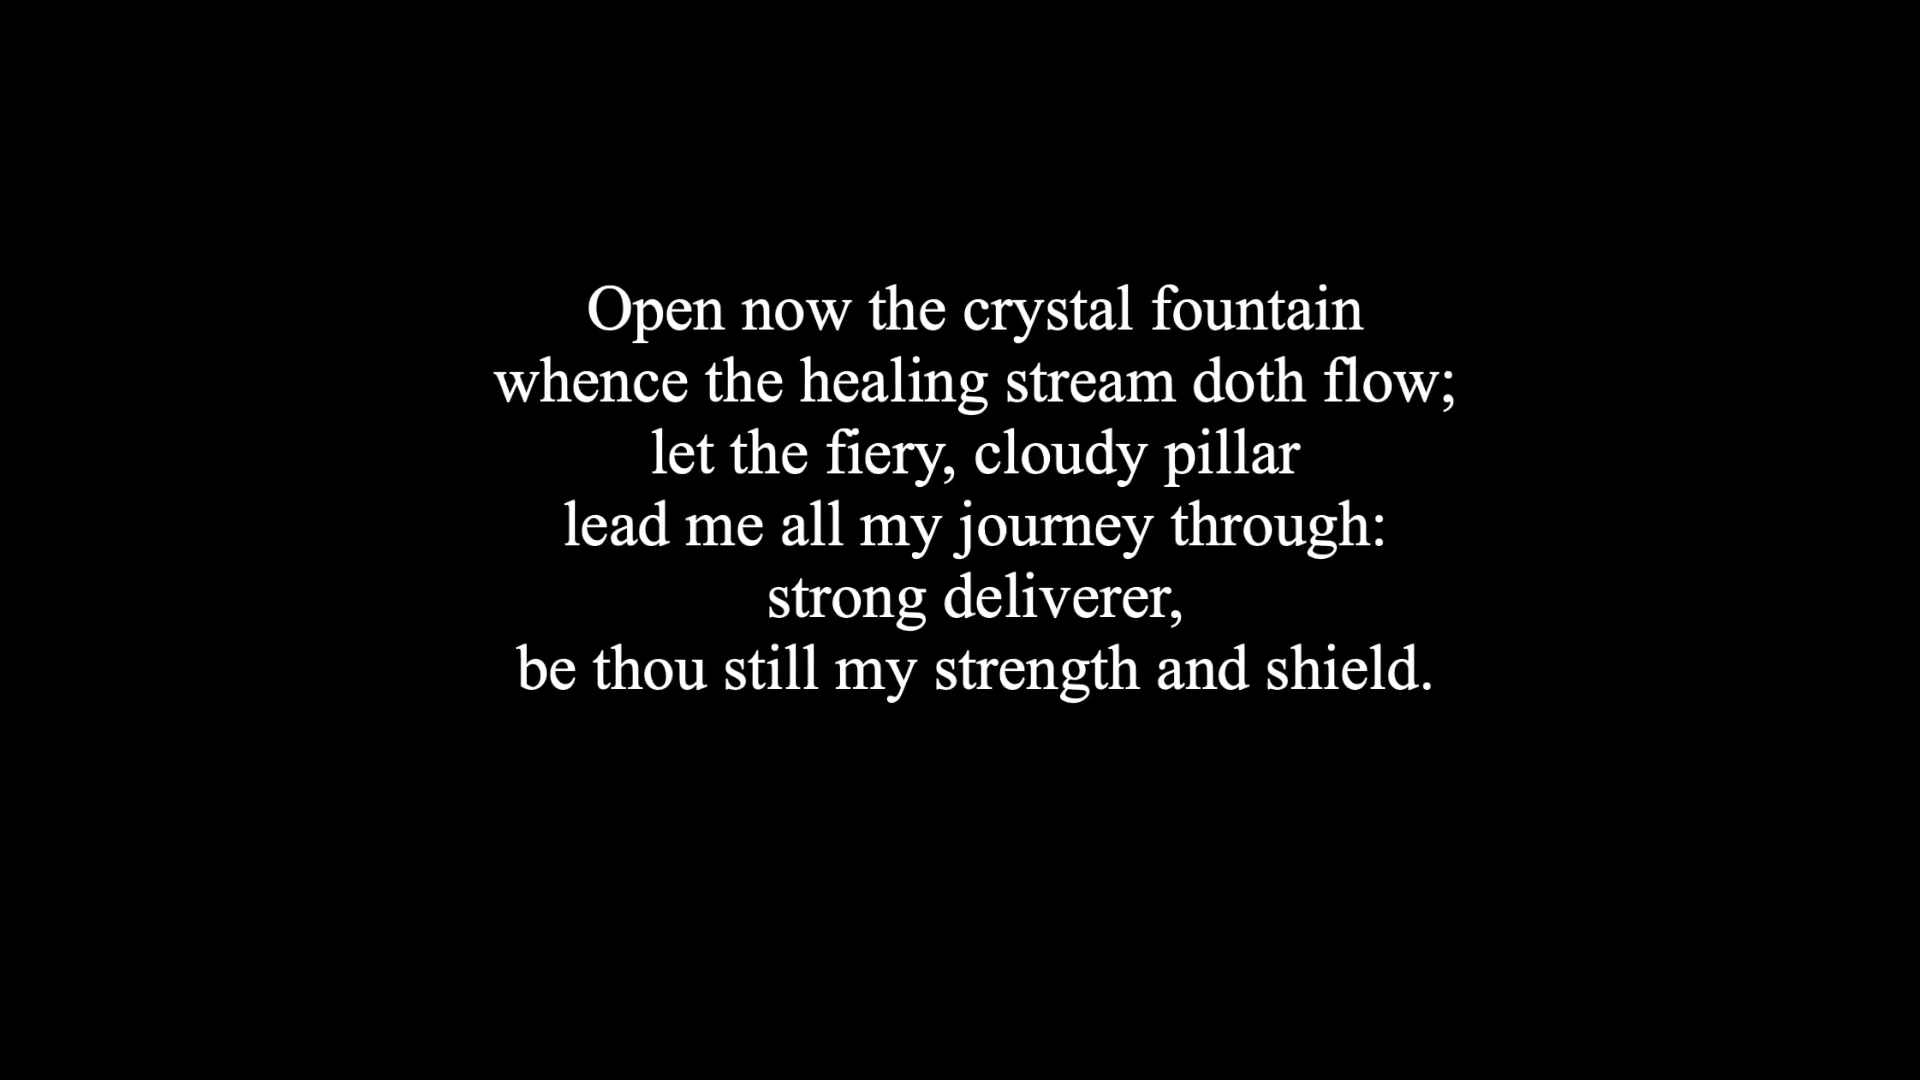 Open now the crystal fountain
whence the healing stream doth flow;
let the fiery, cloudy pillar
lead me all my journey through:
strong deliverer,
be thou still my strength and shield.